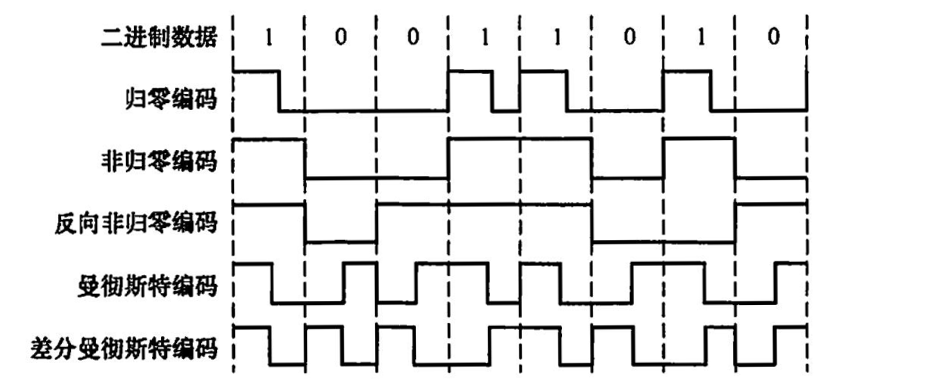 二进制数据 1 0 0 1 1 0 1 0
归零编码
非归零编码
反向非归零编码
曼彻斯特编码
差分曼彻斯特编码